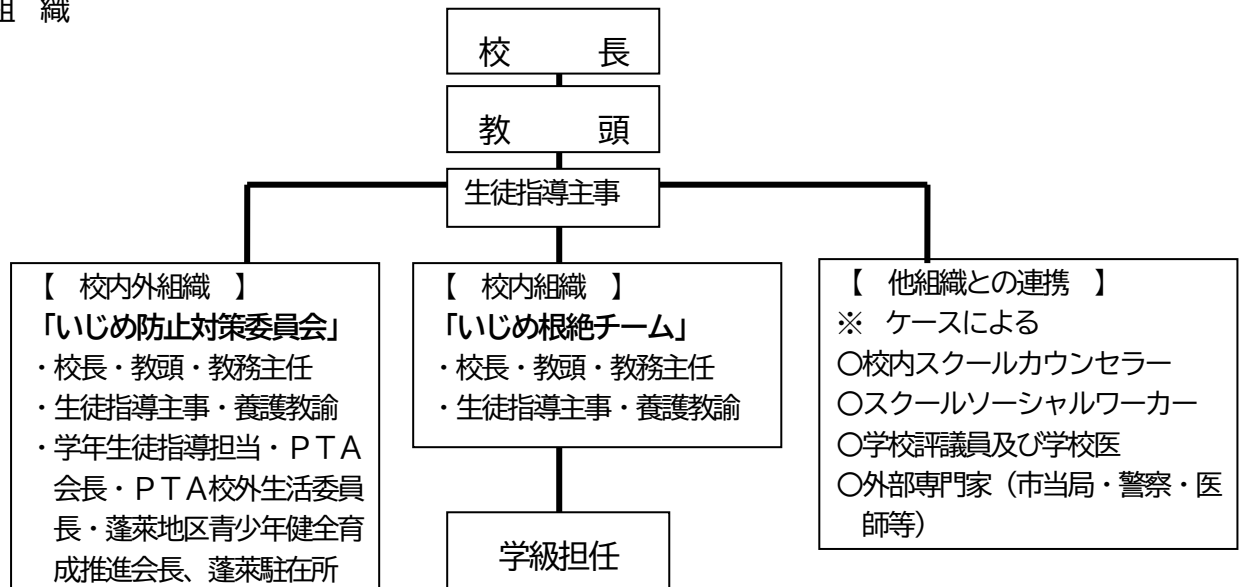 組　織
校　　　長
教　　　頭
生徒指導主事
【　校内外組織　】
「いじめ防止対策委員会」
・校長・教頭・教務主任
・生徒指導主事・養護教諭
・学年生徒指導担当・ＰＴＡ
会長・ＰＴＡ校外生活委員
長・蓬莱地区青少年健全育
成推進会長、蓬莱駐在所
【　校内組織　】
「いじめ根絶チーム」
・校長・教頭・教務主任
・生徒指導主事・養護教諭
学級担任
【　他組織との連携　】
※　ケースによる
〇校内スクールカウンセラー
〇スクールソーシャルワーカー
〇学校評議員及び学校医
〇外部専門家（市当局・警察・医
師等）